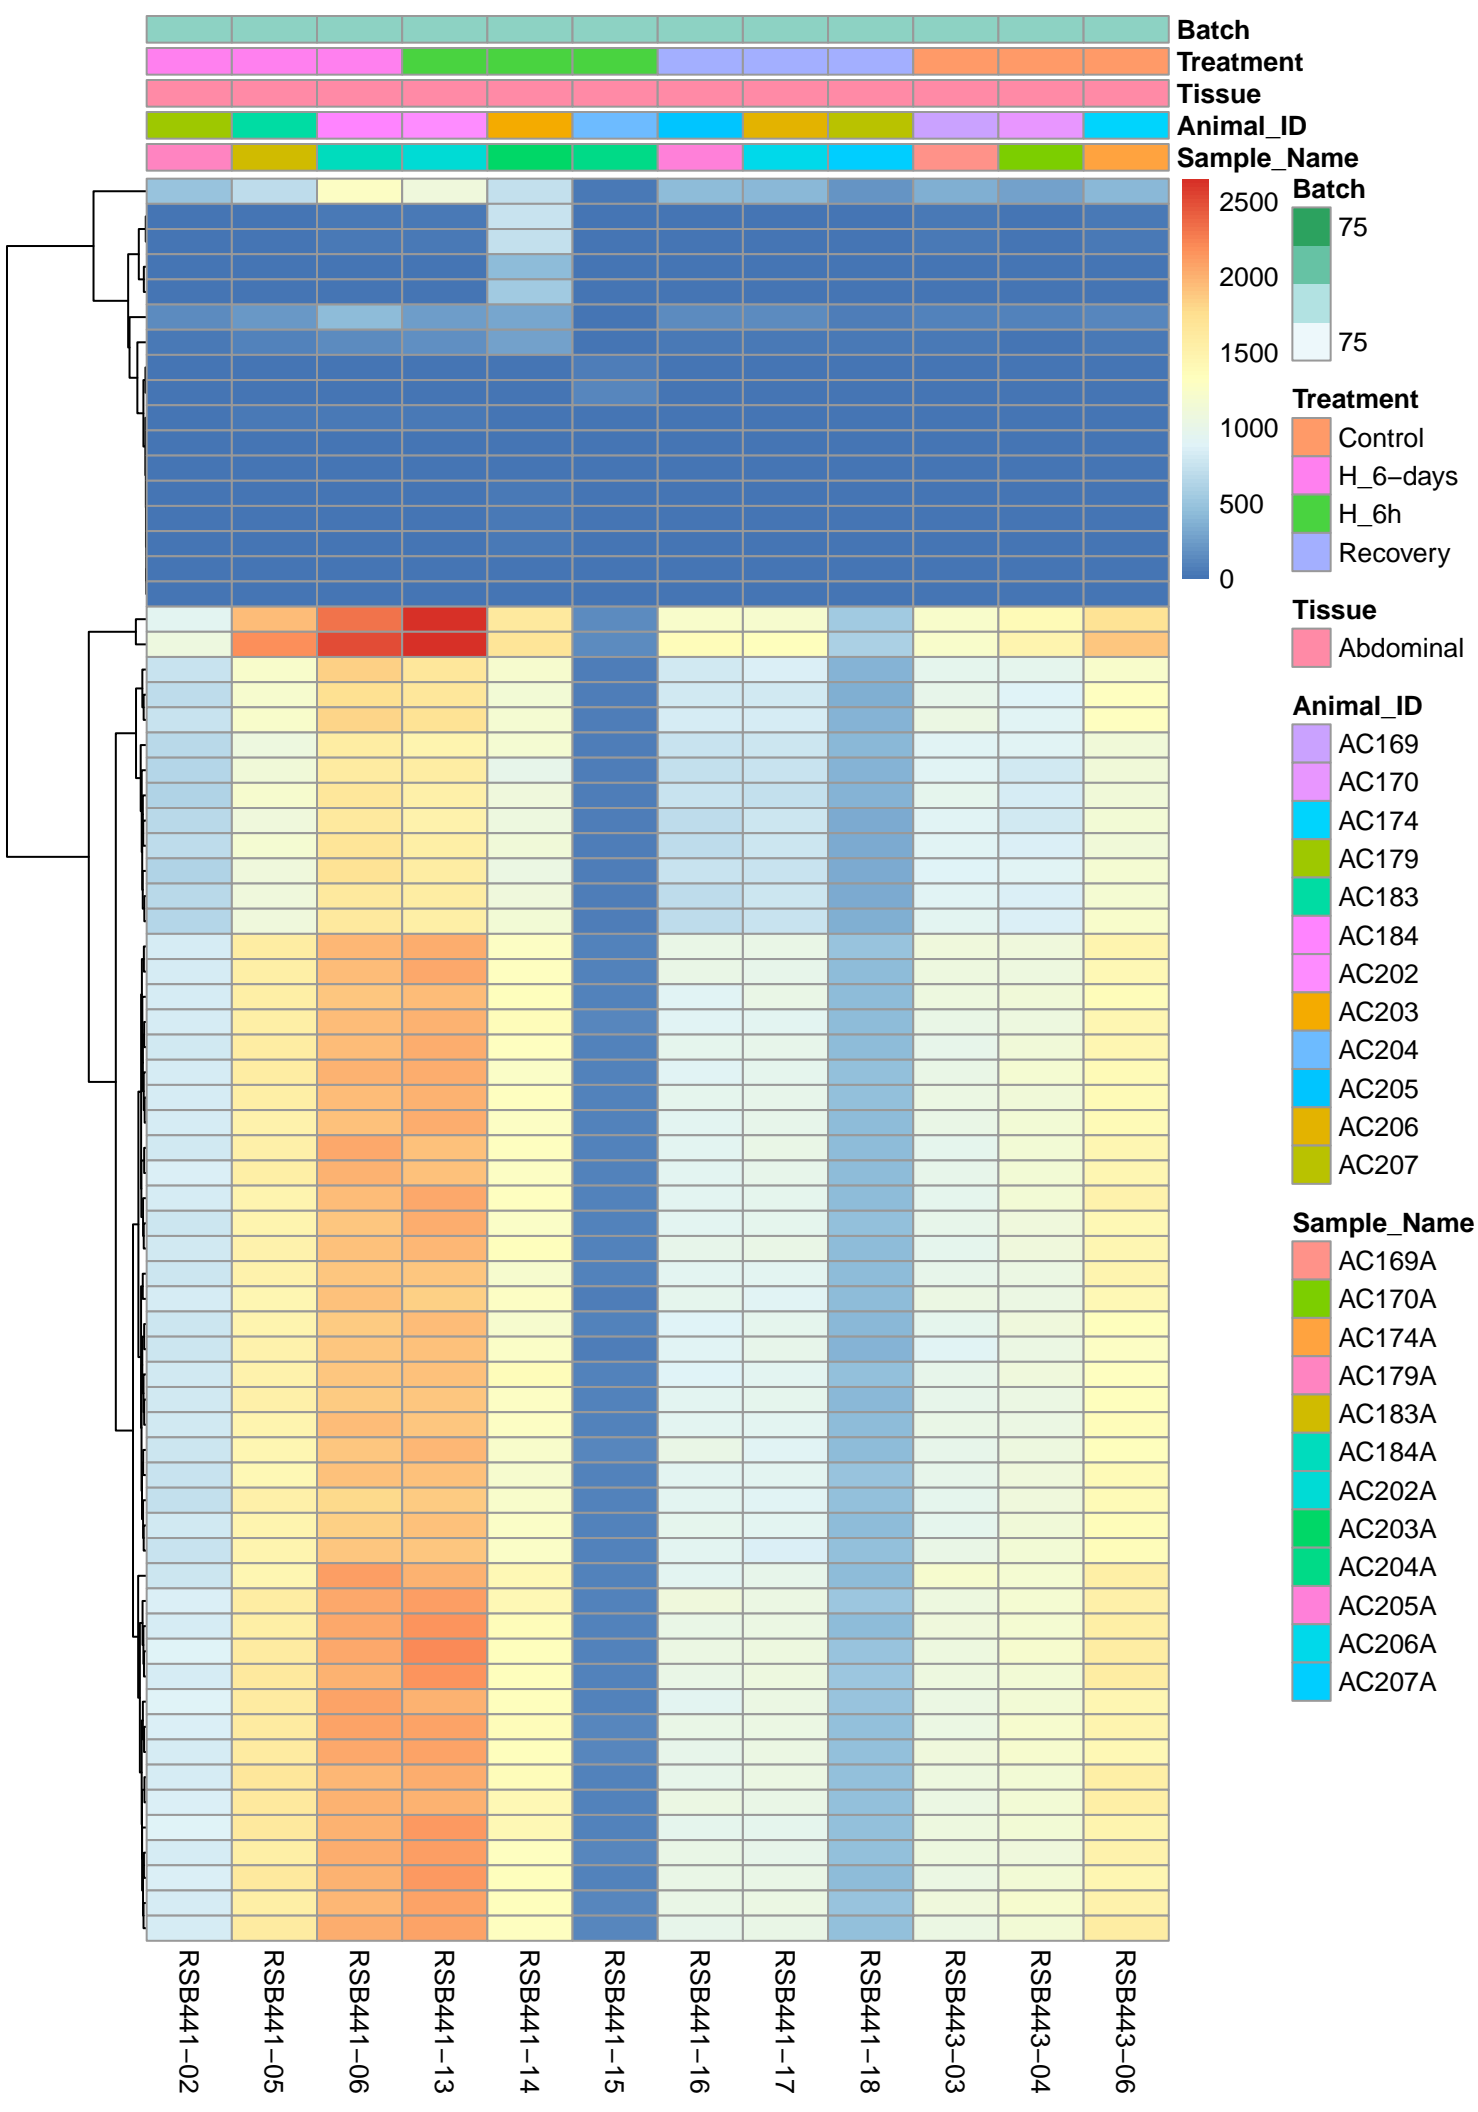 Batch
Treatment
Tissue
Animal_ID
Sample_Name
2500
2000
1500
1000
500
0
Batch
75
75
Treatment
Control
H_6−days
H_6h
Recovery
Tissue
Abdominal
Animal_ID
AC169
AC170
AC174
AC179
AC183
AC184
AC202
AC203
AC204
AC205
AC206
AC207
Sample_Name
AC169A
AC170A
AC174A
AC179A
AC183A
AC184A
AC202A
AC203A
AC204A
AC205A
AC206A
AC207A
RSB441−02
RSB441−05
RSB441−06
RSB441−13
RSB441−14
RSB441−15
RSB441−16
RSB441−17
RSB441−18
RSB443−03
RSB443−04
RSB443−06